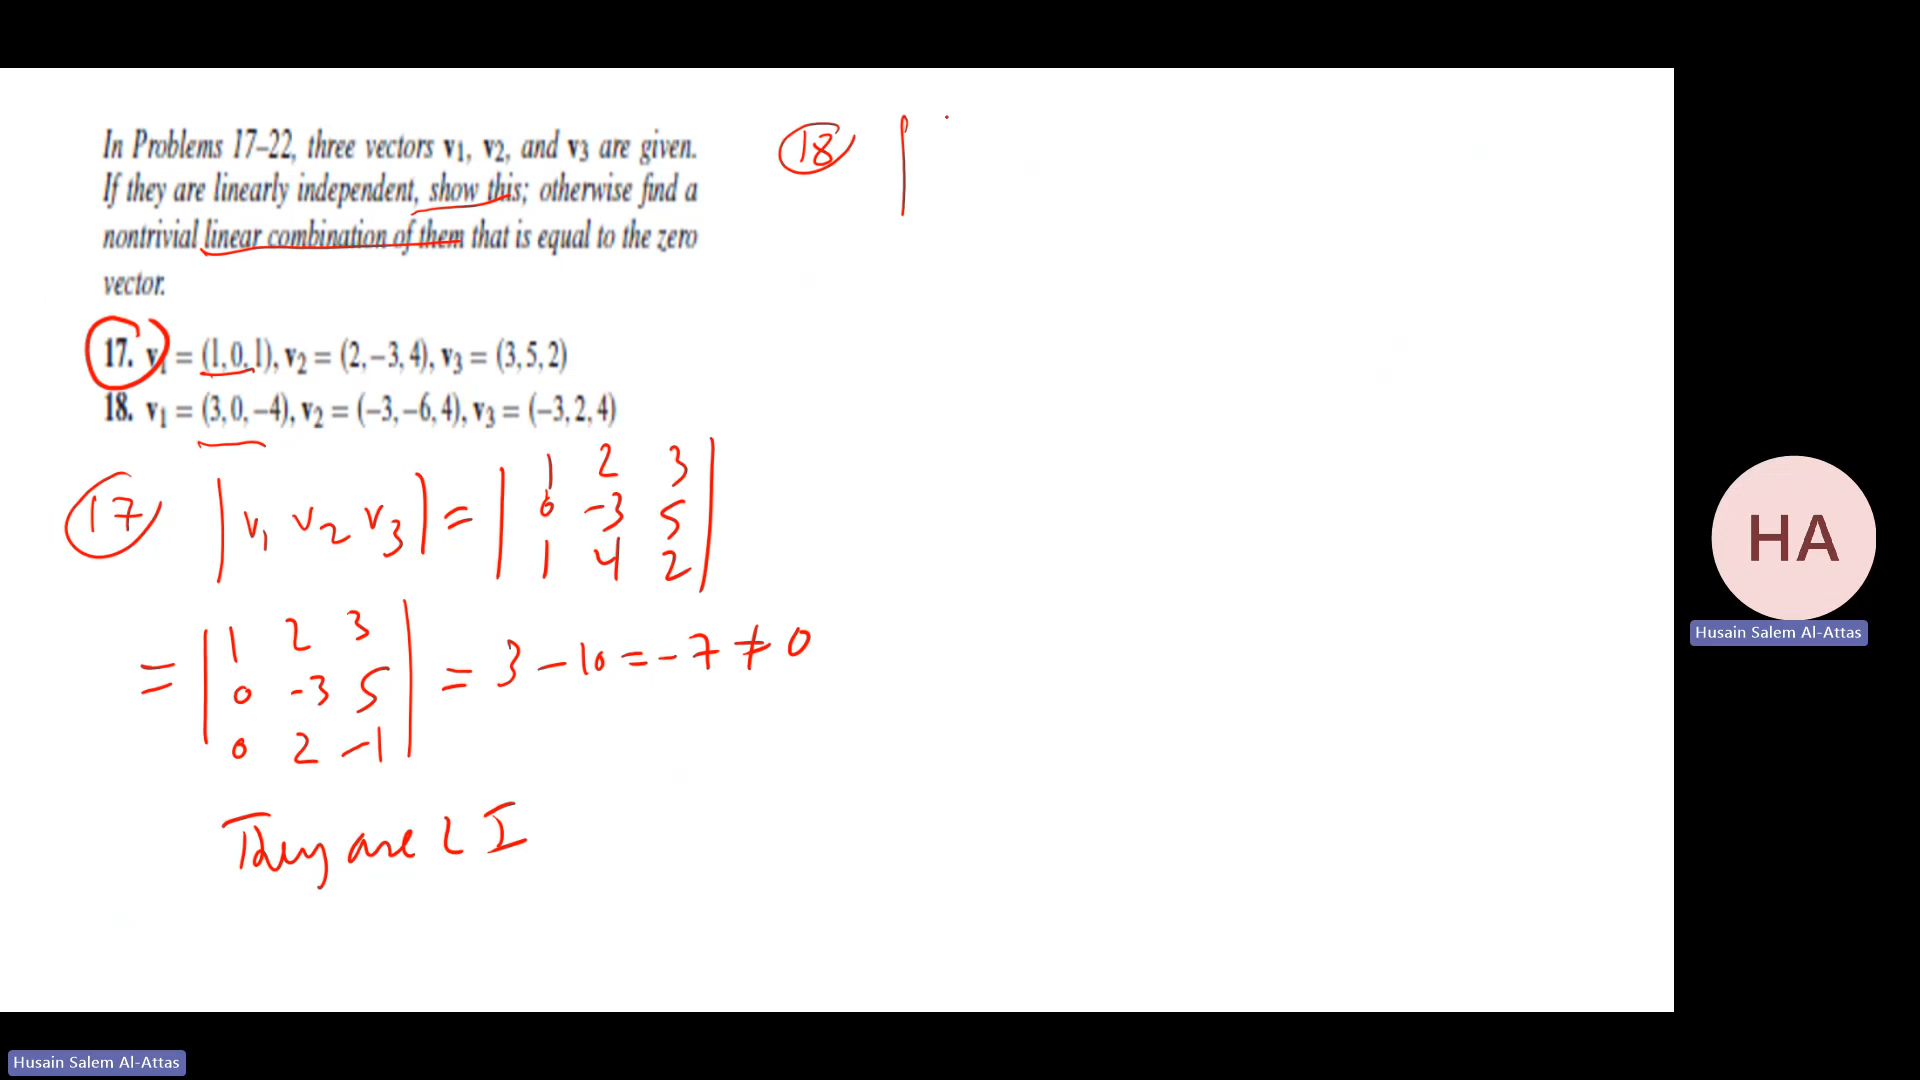 In Problems 17–22, three vectors v1, v2, and v3 are given.
If they are linearly independent, show this; otherwise find a
nontrivial linear combination of them that is equal to the zero
vector.
17. v1 = (1, 0, 1), v2 = (2, −3, 4), v3 = (3, 5, 2)
18. v1 = (3, 0, −4), v2 = (−3, −6, 4), v3 = (−3, 2, 4)
17 | v1 v2 v3 | = | 1 2 3
0 -3 5
1 4 2 |
= | 1 2 3
0 -3 5
0 2 -1 | = 3 - 10 = -7 ≠ 0
They are L I
18 |
HA
Husain Salem Al-Attas
Husain Salem Al-Attas